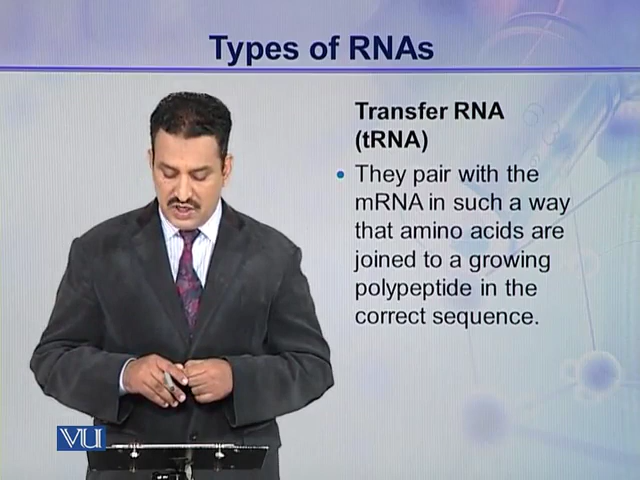 Types of RNAs
Transfer RNA
(tRNA)
• They pair with the
mRNA in such a way
that amino acids are
joined to a growing
polypeptide in the
correct sequence.
VU